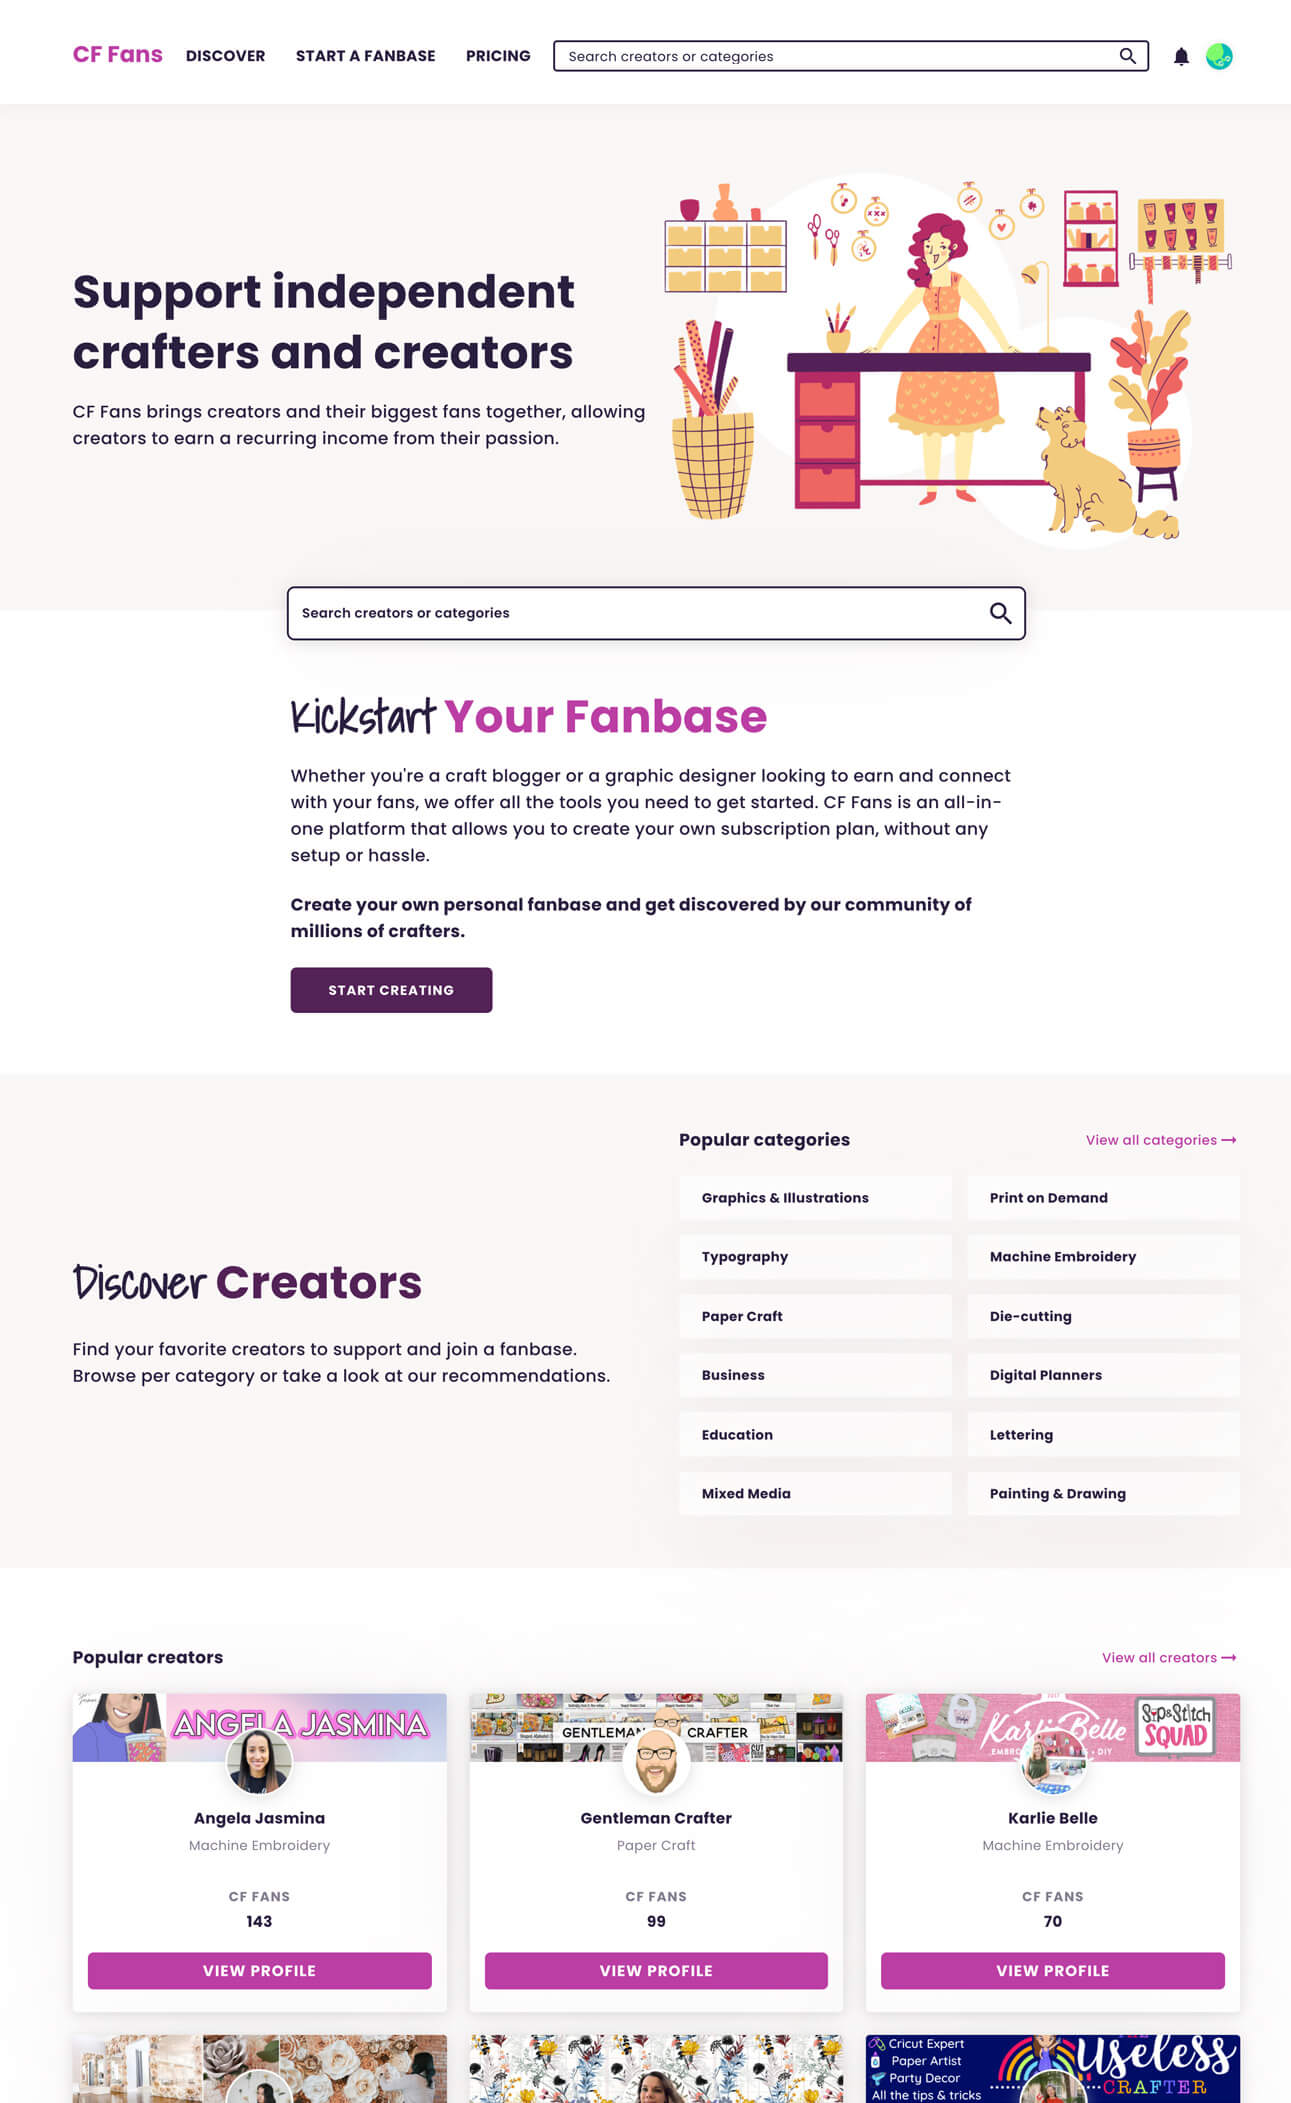 CF Fans DISCOVER START A FANBASE PRICING Search creators or categories
Support independent
crafters and creators
CF Fans brings creators and their biggest fans together, allowing
creators to earn a recurring income from their passion.
Search creators or categories
Kickstart Your Fanbase
Whether you're a craft blogger or a graphic designer looking to earn and connect
with your fans, we offer all the tools you need to get started. CF Fans is an all-in-
one platform that allows you to create your own subscription plan, without any
setup or hassle.
Create your own personal fanbase and get discovered by our community of
millions of crafters.
START CREATING
Discover Creators
Find your favorite creators to support and join a fanbase.
Browse per category or take a look at our recommendations.
Popular categories View all categories
Graphics & Illustrations Print on Demand
Typography Machine Embroidery
Paper Craft Die-cutting
Business Digital Planners
Education Lettering
Mixed Media Painting & Drawing
Popular creators View all creators
ANGELA JASMINA
Angela Jasmina
Machine Embroidery
CF FANS
143
VIEW PROFILE
GENTLEMAN CRAFTER
Gentleman Crafter
Paper Craft
CF FANS
99
VIEW PROFILE
Karlie Belle
DIY
Sip & Stitch
SQUAD
Karlie Belle
Machine Embroidery
CF FANS
70
VIEW PROFILE
Cricut Expert
Paper Artist
Party Decor
All the tips & tricks
Useless
CRAFTER